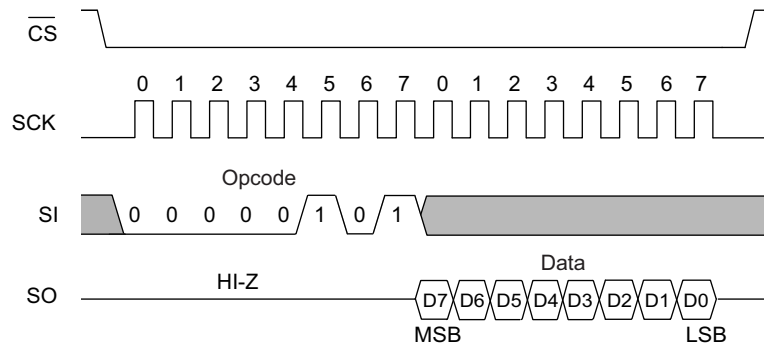 CS
0 1 2 3 4 5 6 7 0 1 2 3 4 5 6 7
SCK
Opcode
SI 0 0 0 0 0 1 0 1
Data
HI-Z
SO D7 D6 D5 D4 D3 D2 D1 D0
MSB LSB